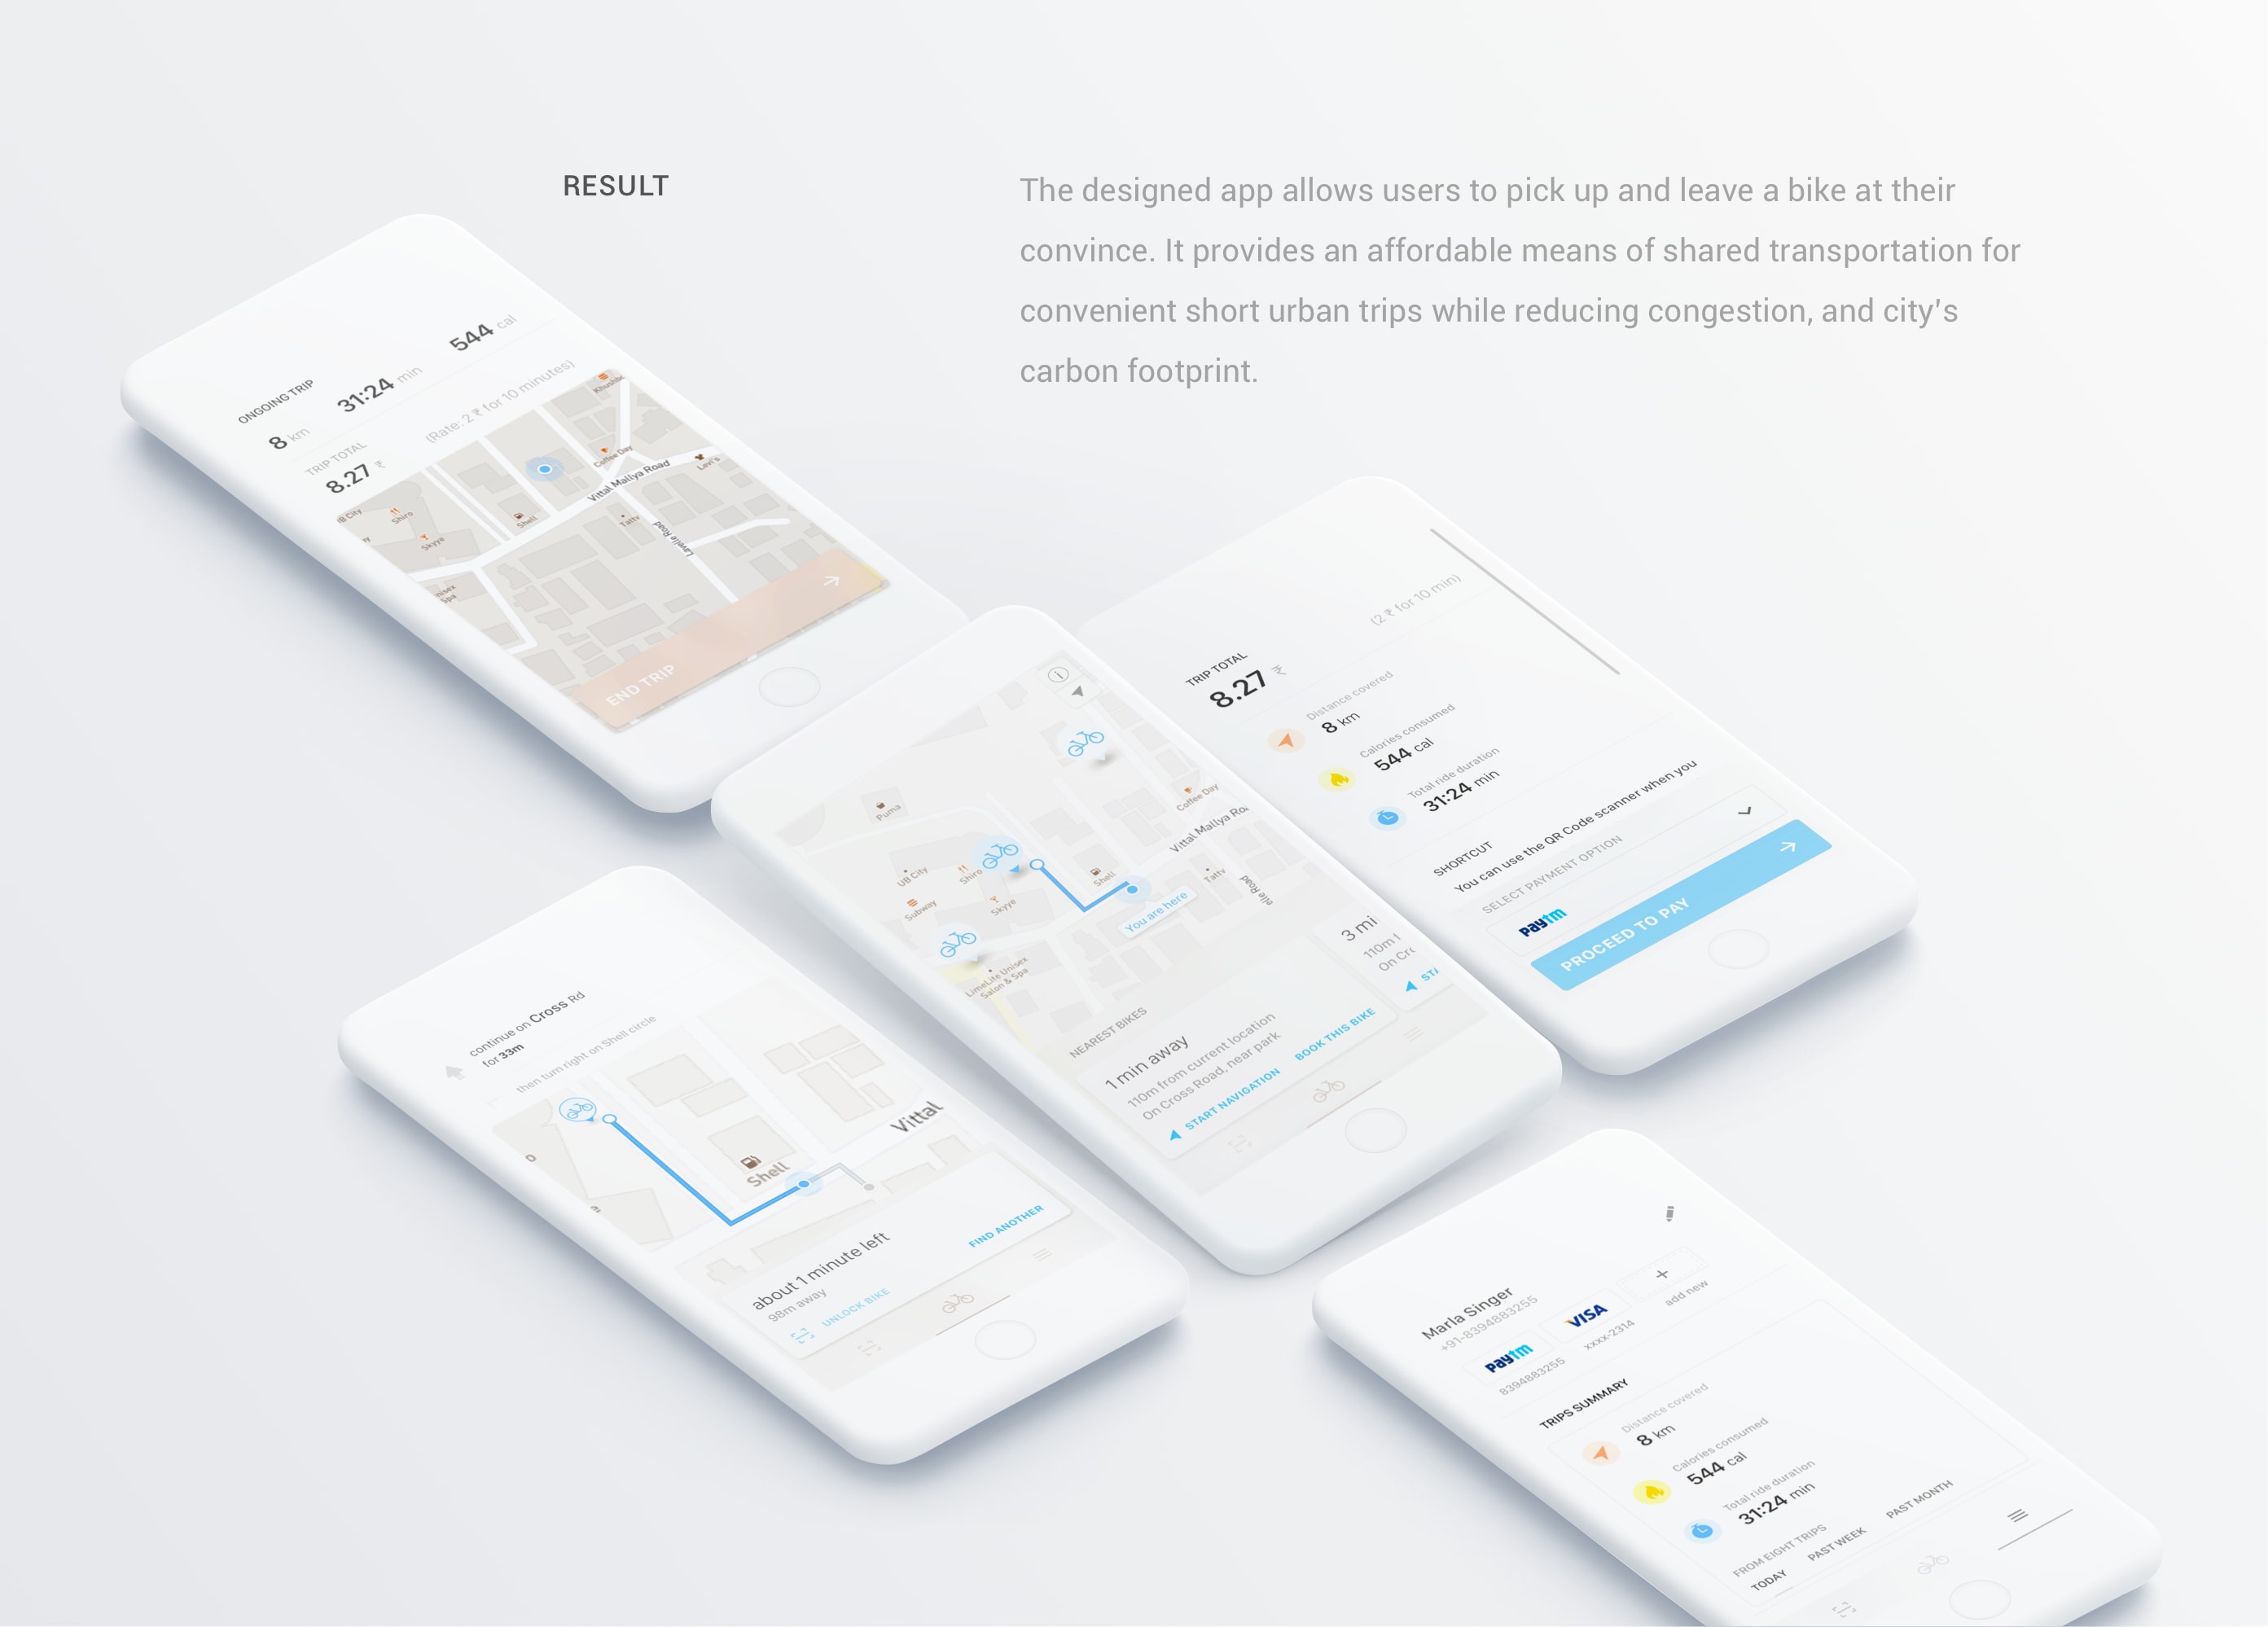 RESULT
The designed app allows users to pick up and leave a bike at their
convince. It provides an affordable means of shared transportation for
convenient short urban trips while reducing congestion, and city's
carbon footprint.
ONGOING TRIP
8 km 31:24 min 544 cal
TRIP TOTAL
8.27 ₹ (Rate: 2 ₹ for 10 minutes)
UB City
Shiro
Skyye
Shell
Coffee Day
Levi's
Vittal Mallya Road
Tattv
Lavelle Road
END TRIP
TRIP TOTAL
8.27 ₹ (2 ₹ for 10 min)
Distance covered
8 km
Calories consumed
544 cal
Total ride duration
31:24 min
SHORTCUT
You can use the QR Code scanner when you
SELECT PAYMENT OPTION
paytm
PROCEED TO PAY
Puma
Coffee Day
Vittal Mallya Ro
UB City
Shiro
Shell
Tattv
Subway
Skyye
elle Road
You are here
LimeLite Unisex
Salon & Spa
NEAREST BIKES
1 min away
110m from current location
On Cross Road, near park
START NAVIGATION BOOK THIS BIKE
3 mi
110m f
On Cr
STA
continue on Cross Rd
for 33m
then turn right on Shell circle
Shell
Vittal
about 1 minute left
98m away
UNLOCK BIKE FIND ANOTHER
Marla Singer
+91-8394883255
paytm VISA +
8394883255 xxxx-2314 add new
TRIPS SUMMARY
Distance covered
8 km
Calories consumed
544 cal
Total ride duration
31:24 min
FROM EIGHT TRIPS
TODAY PAST WEEK PAST MONTH